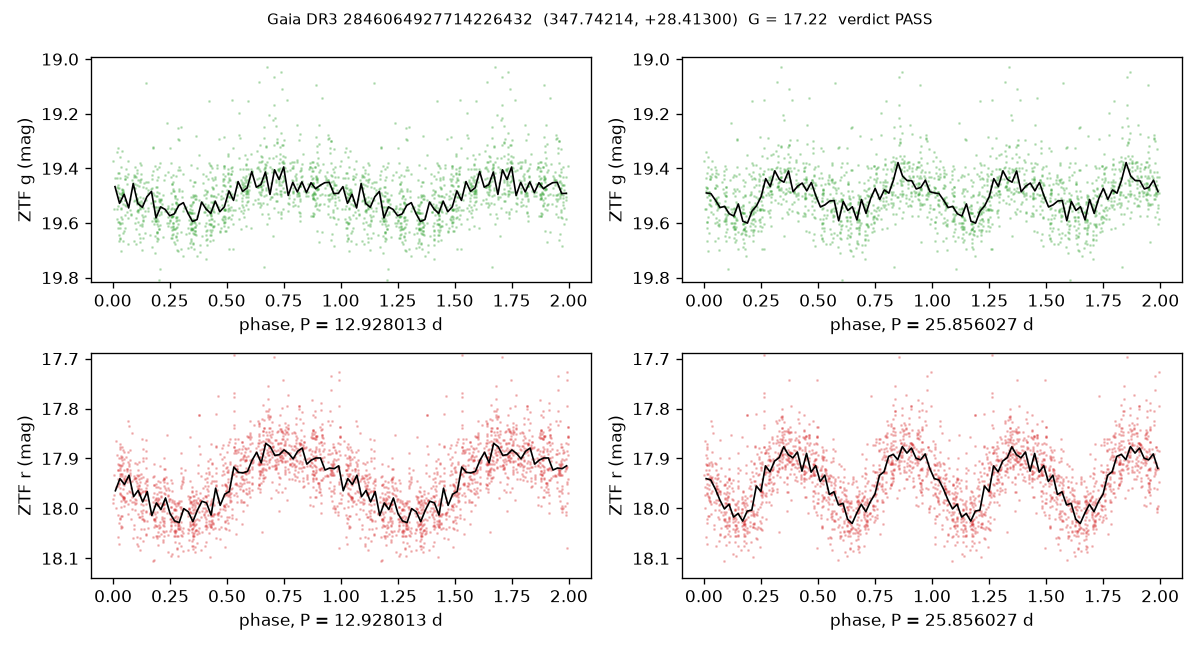 Gaia DR3 2846064927714226432 (347.74214, +28.41300) G = 17.22 verdict PASS
19.0
19.2
19.4
19.6
19.8
ZTF g (mag)
0.00 0.25 0.50 0.75 1.00 1.25 1.50 1.75 2.00
phase, P = 12.928013 d
19.0
19.2
19.4
19.6
19.8
ZTF g (mag)
0.00 0.25 0.50 0.75 1.00 1.25 1.50 1.75 2.00
phase, P = 25.856027 d
17.7
17.8
17.9
18.0
18.1
ZTF r (mag)
0.00 0.25 0.50 0.75 1.00 1.25 1.50 1.75 2.00
phase, P = 12.928013 d
17.7
17.8
17.9
18.0
18.1
ZTF r (mag)
0.00 0.25 0.50 0.75 1.00 1.25 1.50 1.75 2.00
phase, P = 25.856027 d